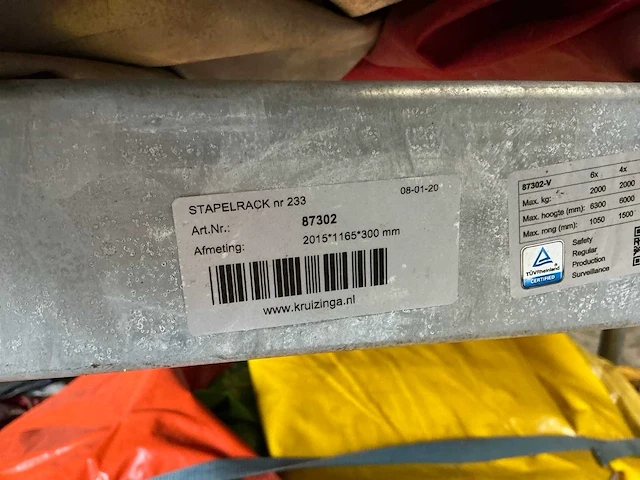 STAPELRACK nr 233
08-01-20
Art.Nr.: 87302
Afmeting: 2015*1165*300 mm
www.kruizinga.nl
87302-V 6x 4x
Max. kg: 2000 2000
Max. hoogte (mm): 6300 6000
Max. mng (mm): 1050 1500
TÜVRheinland
CERTIFIED
Safety
Regular
Production
Surveillance